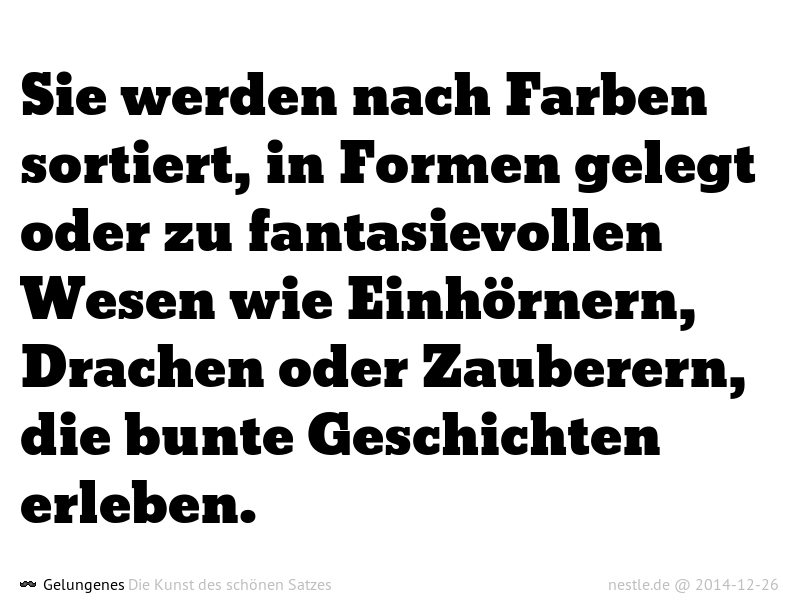 Sie werden nach Farben
sortiert, in Formen gelegt
oder zu fantasievollen
Wesen wie Einhörnern,
Drachen oder Zauberern,
die bunte Geschichten
erleben.
Gelungenes Die Kunst des schönen Satzes
nestle.de @ 2014-12-26